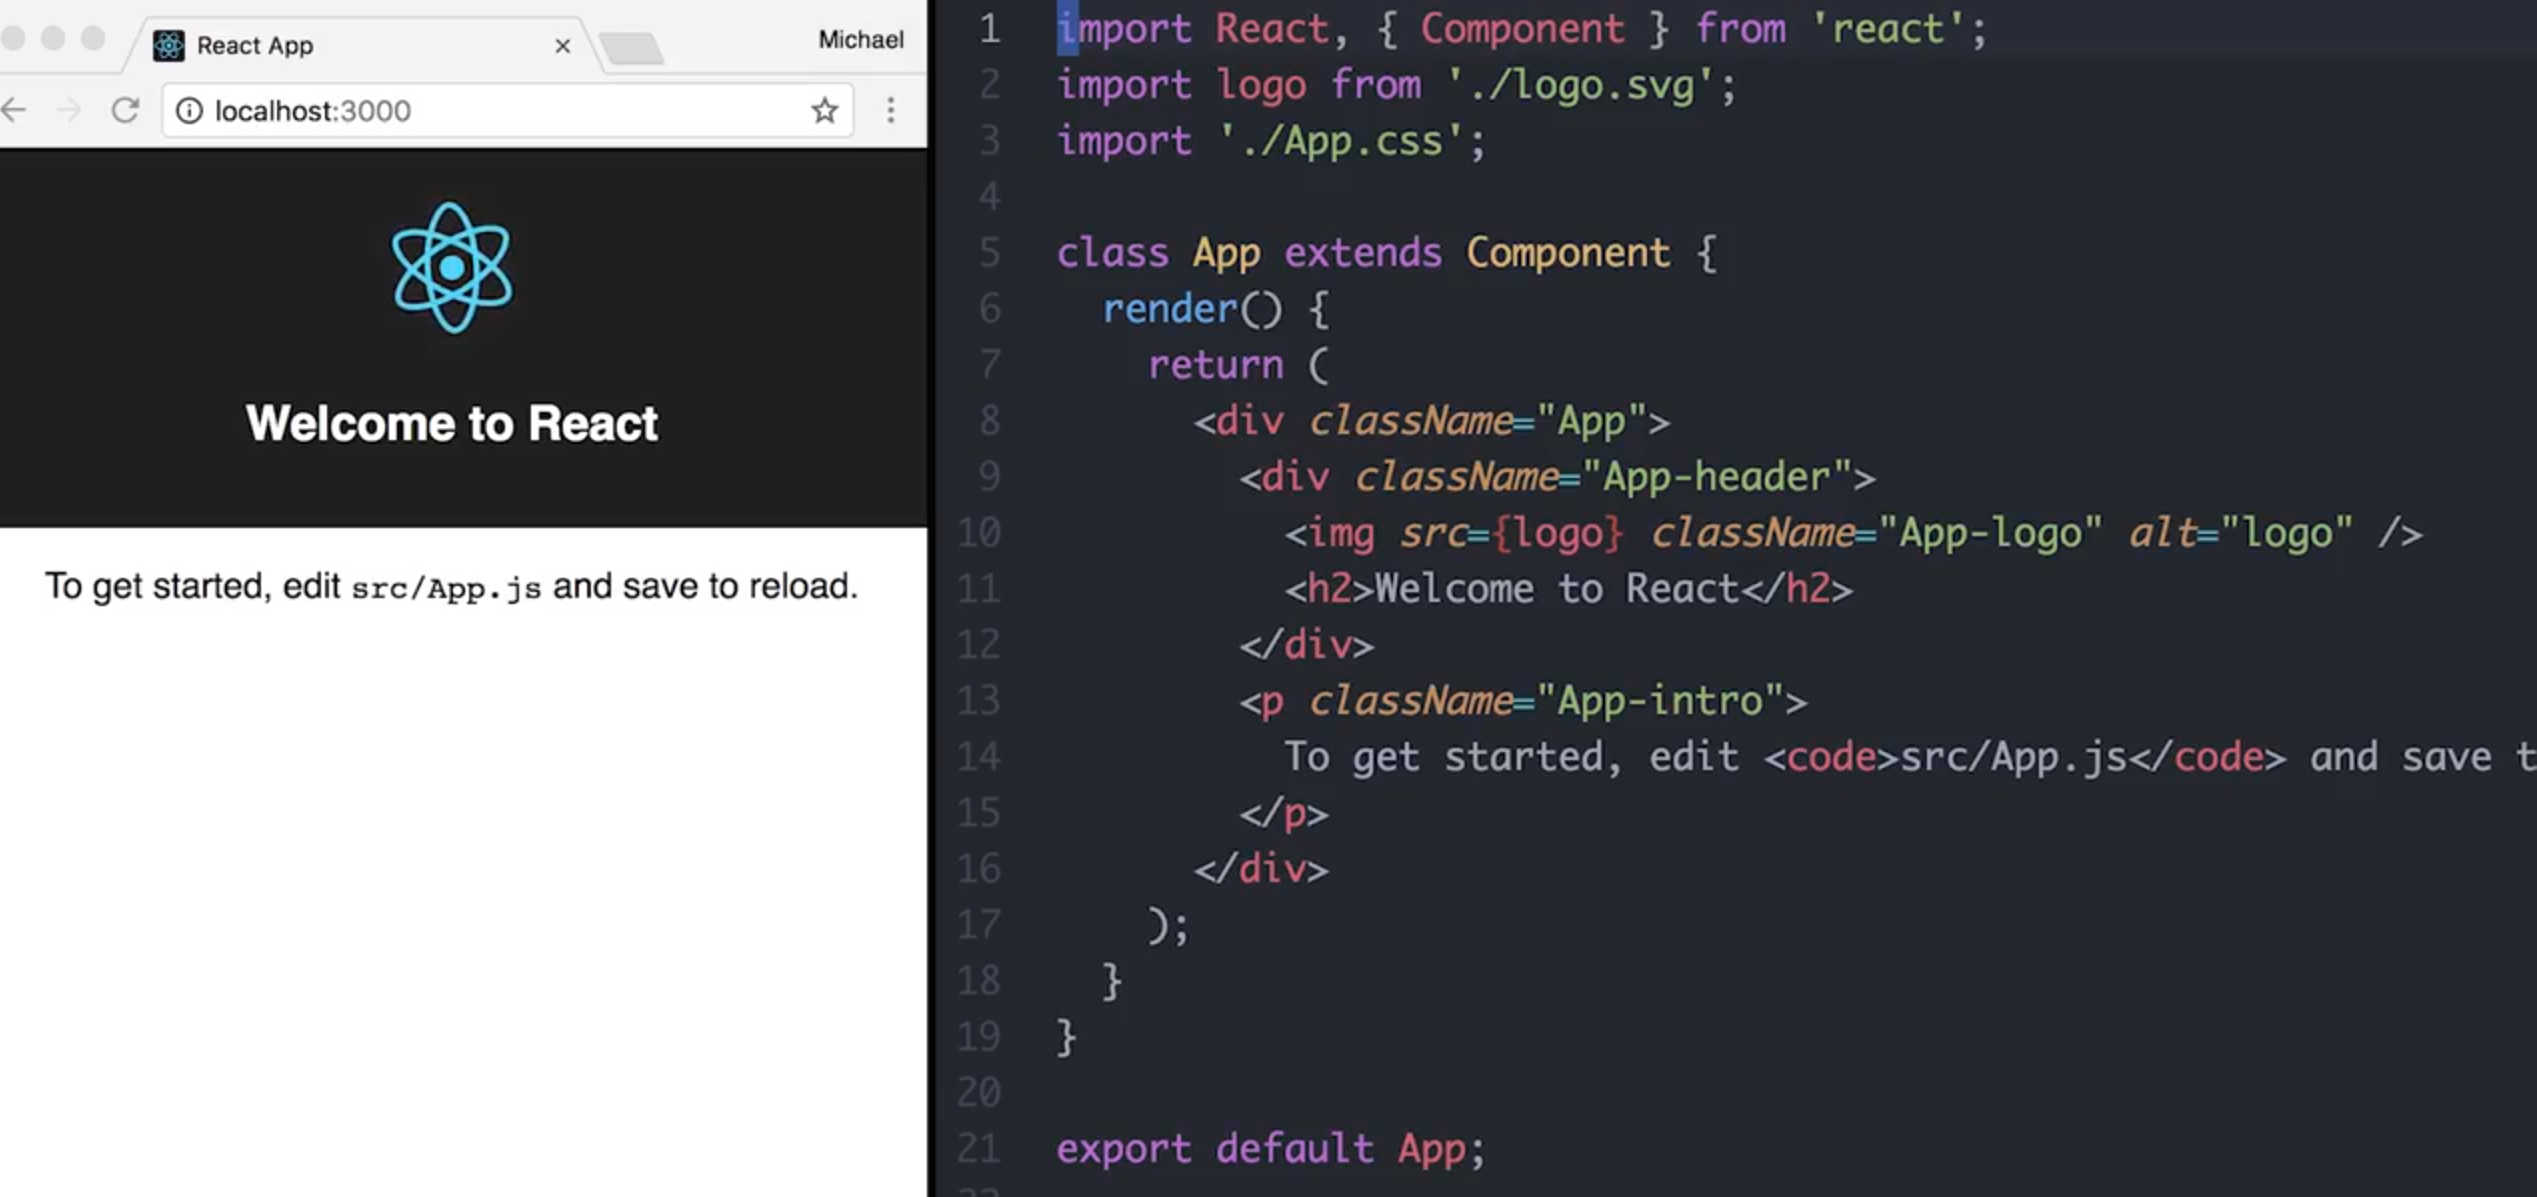 React App
Michael
localhost:3000
Welcome to React
To get started, edit src/App.js and save to reload.
1 import React, { Component } from 'react';
2 import logo from './logo.svg';
3 import './App.css';
4
5 class App extends Component {
6   render() {
7     return (
8       <div className="App">
9         <div className="App-header">
10           <img src={logo} className="App-logo" alt="logo" />
11           <h2>Welcome to React</h2>
12         </div>
13         <p className="App-intro">
14           To get started, edit <code>src/App.js</code> and save t
15         </p>
16       </div>
17     );
18   }
19 }
20
21 export default App;